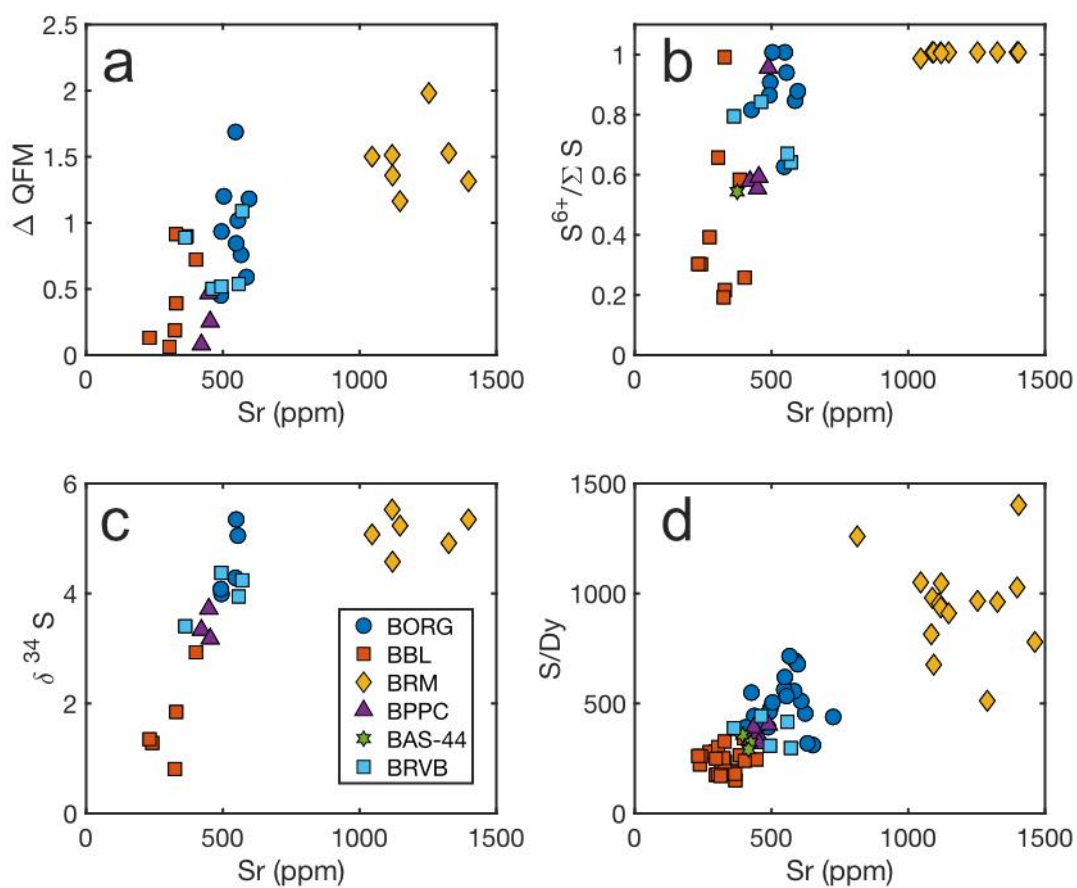 a
Δ QFM
2.5
2
1.5
1
0.5
0
0
500
1000
1500
Sr (ppm)
b
S⁶⁺/Σ S
1
0.8
0.6
0.4
0.2
0
0
500
1000
1500
Sr (ppm)
c
δ ³⁴ S
6
4
2
0
0
500
1000
1500
Sr (ppm)
BORG
BBL
BRM
BPPC
BAS-44
BRVB
d
S/Dy
1500
1000
500
0
0
500
1000
1500
Sr (ppm)